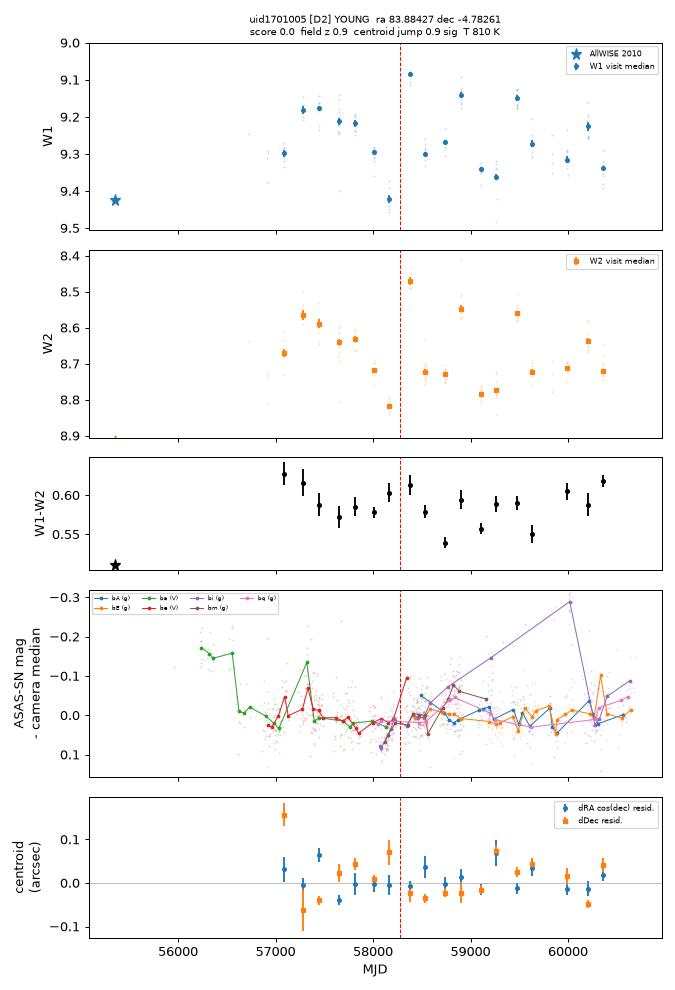 uid1701005 [D2] YOUNG ra 83.88427 dec -4.78261
score 0.0 field z 0.9 centroid jump 0.9 sig T 810 K
9.0
9.1
9.2
9.3
9.4
9.5
W1
AllWISE 2010
W1 visit median
8.4
8.5
8.6
8.7
8.8
8.9
W2
W2 visit median
0.60
0.55
W1-W2
−0.3
−0.2
−0.1
0.0
0.1
ASAS-SN mag
- camera median
bA (g)
bE (g)
ba (V)
be (V)
bi (g)
bm (g)
bq (g)
0.1
0.0
−0.1
centroid
(arcsec)
dRA cos(dec) resid.
dDec resid.
56000
57000
58000
59000
60000
MJD